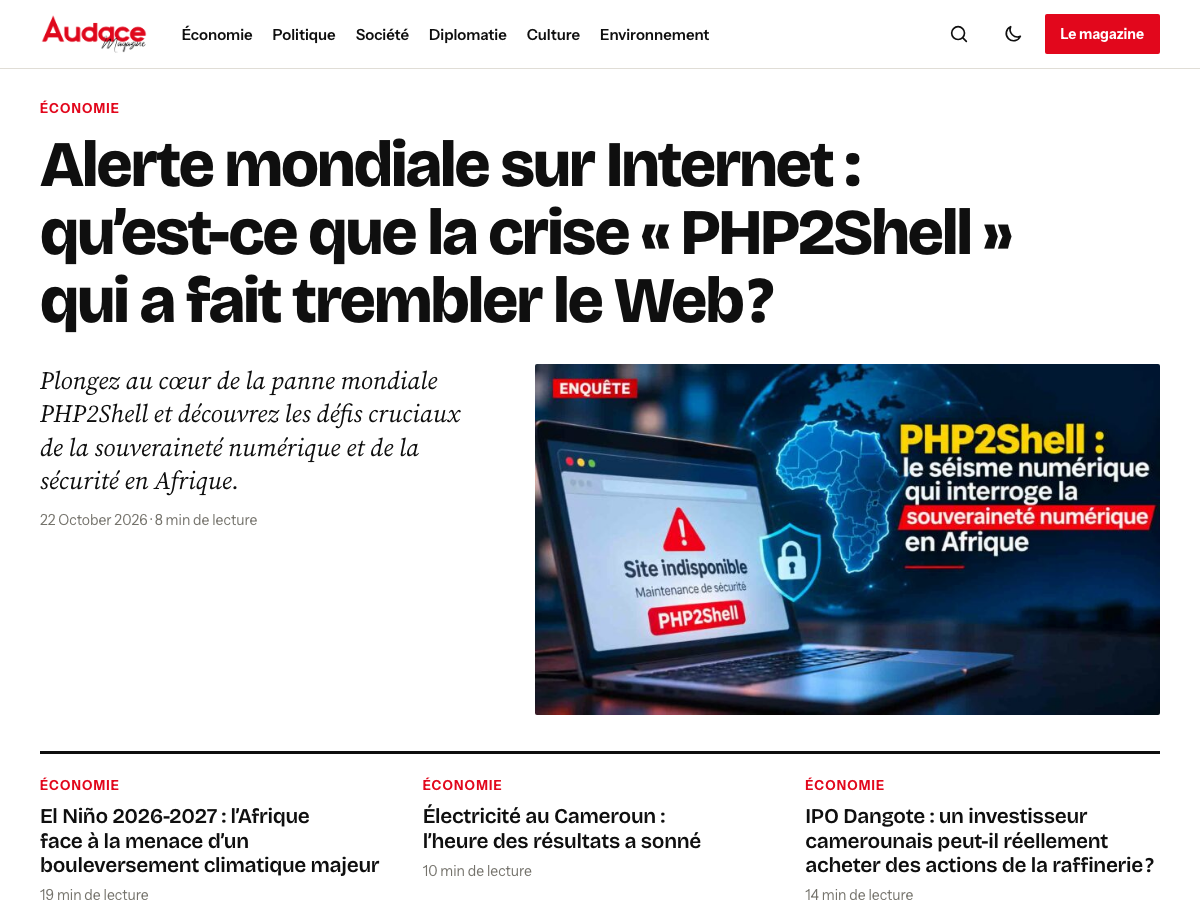 Audace
Magazine
Économie
Politique
Société
Diplomatie
Culture
Environnement
Le magazine
ÉCONOMIE
Alerte mondiale sur Internet :
qu’est-ce que la crise « PHP2Shell »
qui a fait trembler le Web ?
Plongez au cœur de la panne mondiale
PHP2Shell et découvrez les défis cruciaux
de la souveraineté numérique et de la
sécurité en Afrique.
22 October 2026 · 8 min de lecture
ENQUÊTE
PHP2Shell :
le séisme numérique
qui interroge la
souveraineté numérique
en Afrique
Site indisponible
Maintenance de sécurité
PHP2Shell
ÉCONOMIE
El Niño 2026-2027 : l’Afrique
face à la menace d’un
bouleversement climatique majeur
19 min de lecture
ÉCONOMIE
Électricité au Cameroun :
l’heure des résultats a sonné
10 min de lecture
ÉCONOMIE
IPO Dangote : un investisseur
camerounais peut-il réellement
acheter des actions de la raffinerie ?
14 min de lecture